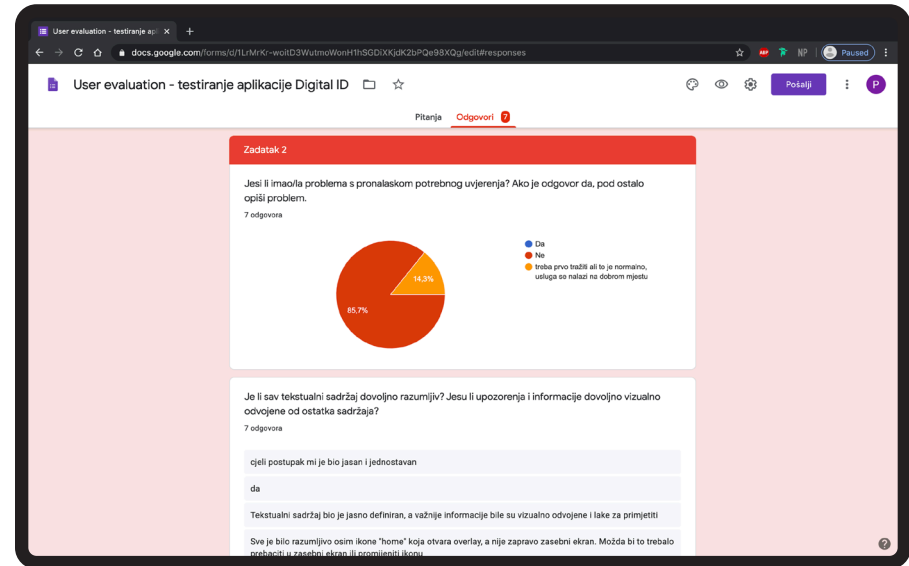 User evaluation - testiranje apl
docs.google.com/forms/d/1LrMrKr-woitD3WutmoWonH1hSGDiXKjdK2bPQe98XQg/edit#responses
ABP
NP
Paused
User evaluation - testiranje aplikacije Digital ID
Pošalji
P
Pitanja
Odgovori 7
Zadatak 2
Jesi li imao/la problema s pronalaskom potrebnog uvjerenja? Ako je odgovor da, pod ostalo
opiši problem.
7 odgovora
Da
Ne
treba prvo tražiti ali to je normalno,
usluga se nalazi na dobrom mjestu
14,3%
85,7%
Je li sav tekstualni sadržaj dovoljno razumljiv? Jesu li upozorenja i informacije dovoljno vizualno
odvojene od ostatka sadržaja?
7 odgovora
cjeli postupak mi je bio jasan i jednostavan
da
Tekstualni sadržaj bio je jasno definiran, a važnije informacije bile su vizualno odvojene i lake za primjetiti
Sve je bilo razumljivo osim ikone "home" koja otvara overlay, a nije zapravo zasebni ekran. Možda bi to trebalo
prebaciti u zasebni ekran ili promijeniti ikonu